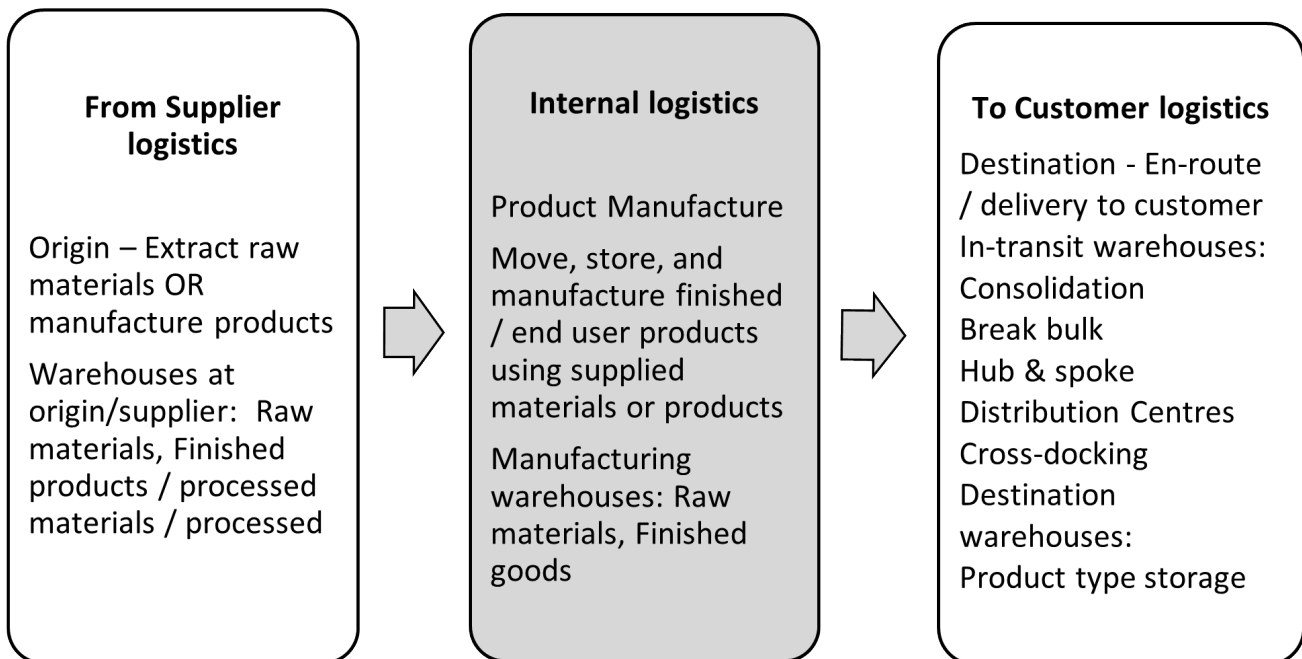 From Supplier
logistics
Origin – Extract raw
materials OR
manufacture products
Warehouses at
origin/supplier:  Raw
materials, Finished
products / processed
materials / processed
Internal logistics
Product Manufacture
Move, store, and
manufacture finished
/ end user products
using supplied
materials or products
Manufacturing
warehouses: Raw
materials, Finished
goods
To Customer logistics
Destination - En-route
/ delivery to customer
In-transit warehouses:
Consolidation
Break bulk
Hub & spoke
Distribution Centres
Cross-docking
Destination
warehouses:
Product type storage